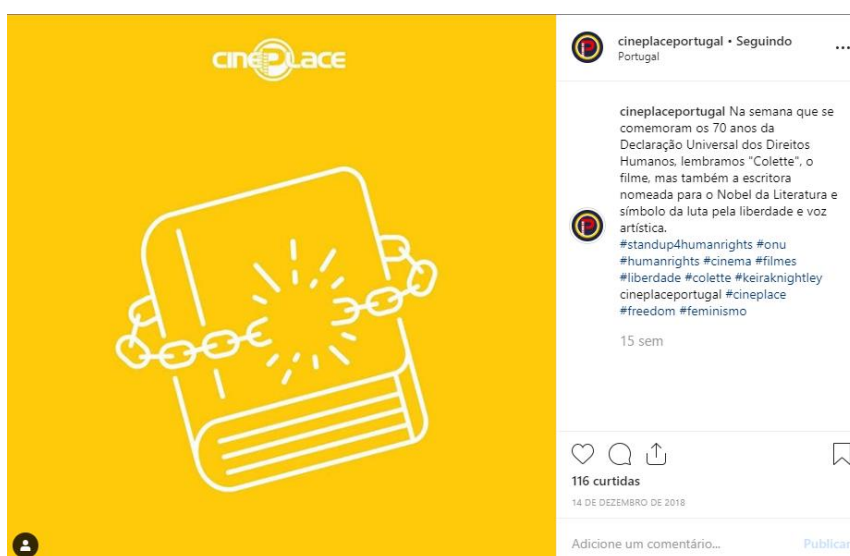 CINEPLACE
cineplaceportugal • Seguindo
Portugal
cineplaceportugal Na semana que se
comemoram os 70 anos da
Declaração Universal dos Direitos
Humanos, lembramos "Colette", o
filme, mas também a escritora
nomeada para o Nobel da Literatura e
símbolo da luta pela liberdade e voz
artística.
#standup4humanrights #onu
#humanrights #cinema #filmes
#liberdade #colette #keiraknightley
cineplaceportugal #cineplace
#freedom #feminismo
15 sem
116 curtidas
14 DE DEZEMBRO DE 2018
Adicione um comentário...
Publicar